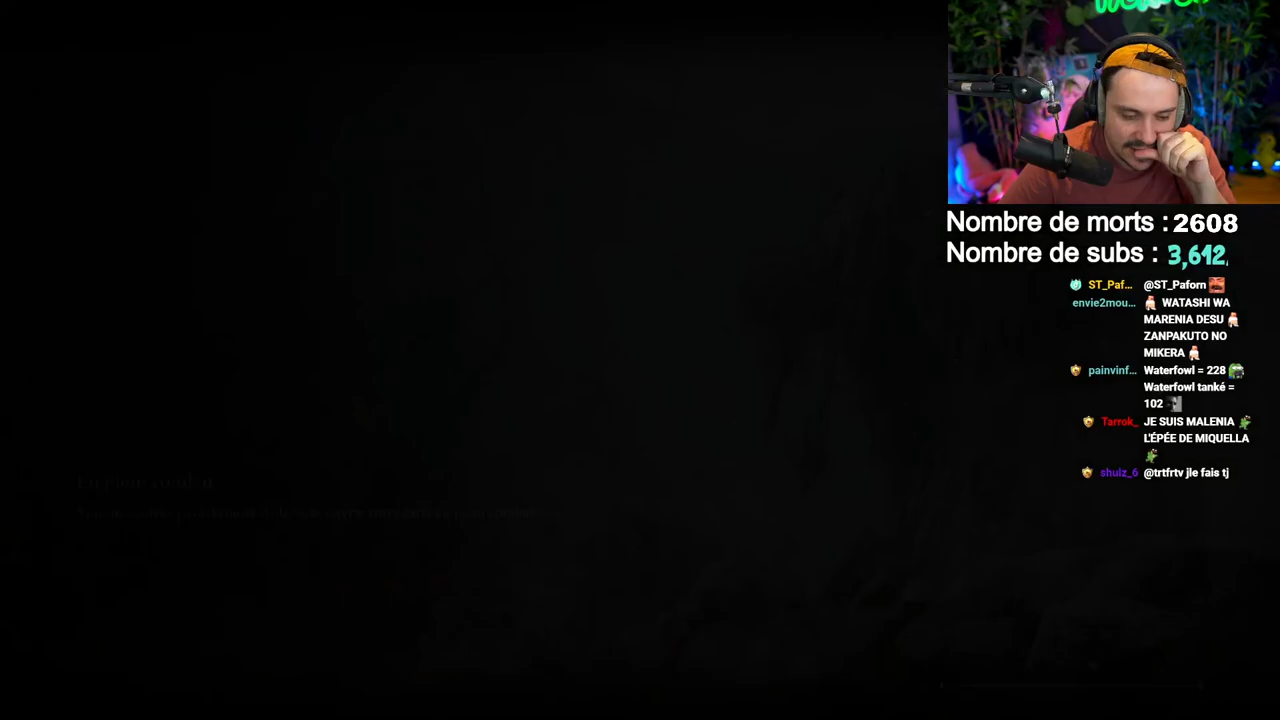 Nombre de morts : 2608
Nombre de subs : 3,612
ST_Paf... @ST_Paforn
envie2mou... WATASHI WA
MARENIA DESU
ZANPAKUTO NO
MIKERA
painvinf... Waterfowl = 228
Waterfowl tanké =
102
Tarrok_ JE SUIS MALENIA
L'ÉPÉE DE MIQUELLA
shulz_6 @trtfrtv jle fais tj